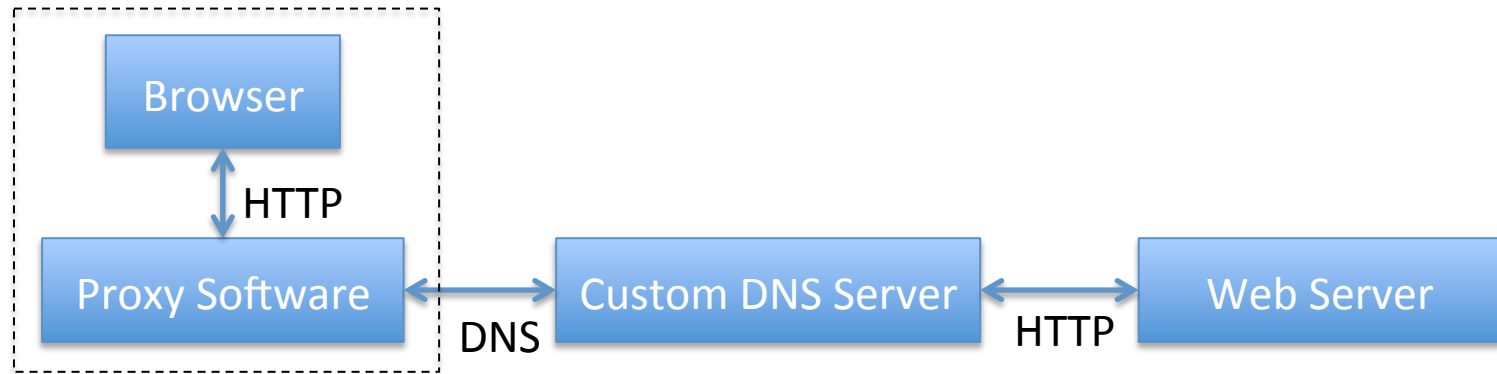 Browser
HTTP
Proxy Software
DNS
Custom DNS Server
HTTP
Web Server